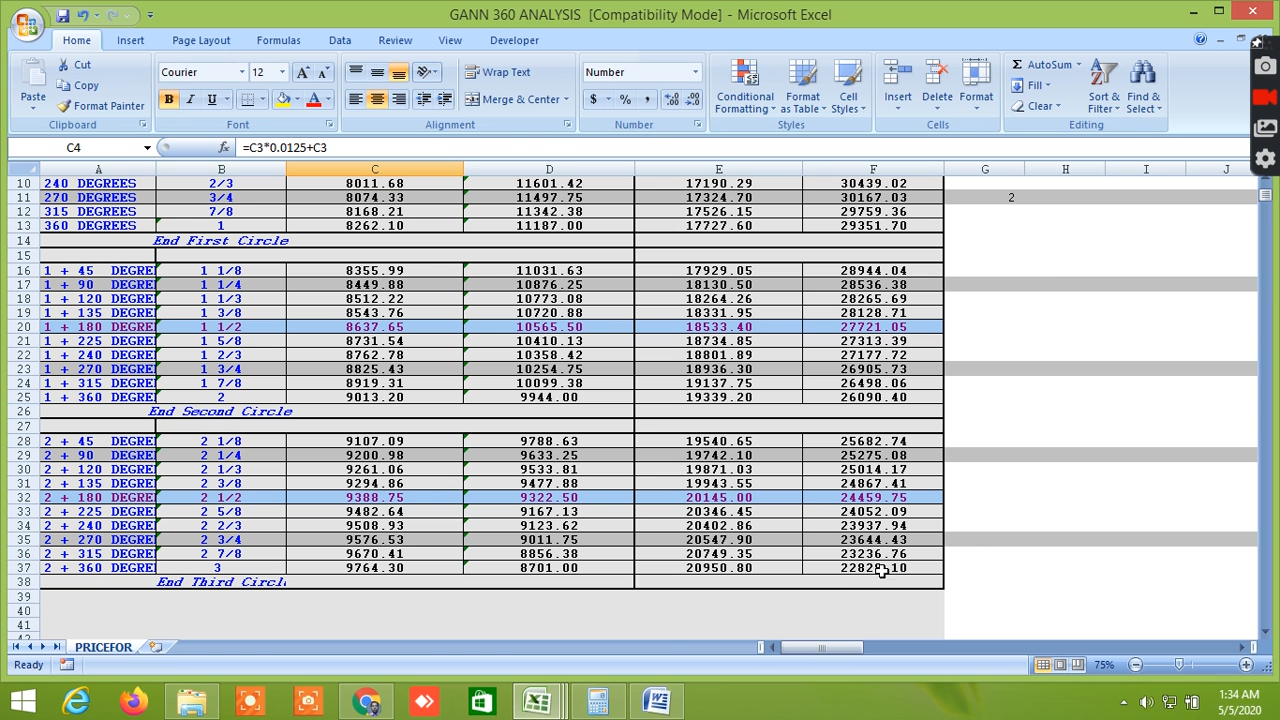 GANN 360 ANALYSIS [Compatibility Mode] - Microsoft Excel
Home Insert Page Layout Formulas Data Review View Developer
Paste Cut Copy Format Painter Clipboard
Courier 12 B I U A A A Font
Wrap Text Merge & Center Alignment
Number $ % , Number
Conditional Formatting Format as Table Cell Styles Styles
Insert Delete Format Cells
Σ AutoSum Fill Clear Sort & Filter Find & Select Editing
C4 fx =C3*0.0125+C3
A B C D E F G H I J
10 240 DEGREES 2/3 8011.68 11601.42 17190.29 30439.02
11 270 DEGREES 3/4 8074.33 11497.75 17324.70 30167.03 2
12 315 DEGREES 7/8 8168.21 11342.38 17526.15 29759.36
13 360 DEGREES 1 8262.10 11187.00 17727.60 29351.70
14 End First Circle
15
16 1 + 45 DEGREE 1 1/8 8355.99 11031.63 17929.05 28944.04
17 1 + 90 DEGREE 1 1/4 8449.88 10876.25 18130.50 28536.38
18 1 + 120 DEGREE 1 1/3 8512.22 10773.08 18264.26 28265.69
19 1 + 135 DEGREE 1 3/8 8543.76 10720.88 18331.95 28128.71
20 1 + 180 DEGREE 1 1/2 8637.65 10565.50 18533.40 27721.05
21 1 + 225 DEGREE 1 5/8 8731.54 10410.13 18734.85 27313.39
22 1 + 240 DEGREE 1 2/3 8762.78 10358.42 18801.89 27177.72
23 1 + 270 DEGREE 1 3/4 8825.43 10254.75 18936.30 26905.73
24 1 + 315 DEGREE 1 7/8 8919.31 10099.38 19137.75 26498.06
25 1 + 360 DEGREE 2 9013.20 9944.00 19339.20 26090.40
26 End Second Circle
27
28 2 + 45 DEGREE 2 1/8 9107.09 9788.63 19540.65 25682.74
29 2 + 90 DEGREE 2 1/4 9200.98 9633.25 19742.10 25275.08
30 2 + 120 DEGREE 2 1/3 9261.06 9533.81 19871.03 25014.17
31 2 + 135 DEGREE 2 3/8 9294.86 9477.88 19943.55 24867.41
32 2 + 180 DEGREE 2 1/2 9388.75 9322.50 20145.00 24459.75
33 2 + 225 DEGREE 2 5/8 9482.64 9167.13 20346.45 24052.09
34 2 + 240 DEGREE 2 2/3 9508.93 9123.62 20402.86 23937.94
35 2 + 270 DEGREE 2 3/4 9576.53 9011.75 20547.90 23644.43
36 2 + 315 DEGREE 2 7/8 9670.41 8856.38 20749.35 23236.76
37 2 + 360 DEGREE 3 9764.30 8701.00 20950.80
38 End Third Circl
39
40
41
PRICEFOR
Ready 75%
1:34 AM
5/5/2020